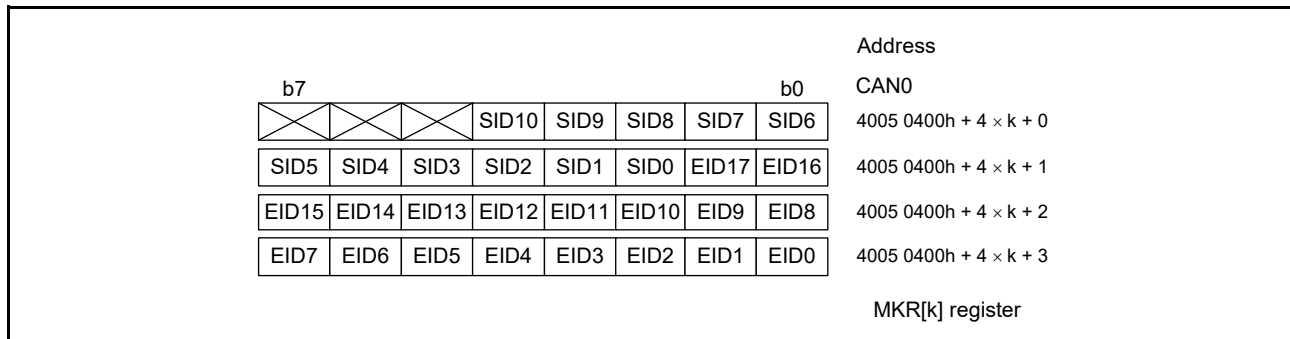 Address
b7 b0 CAN0
SID10 SID9 SID8 SID7 SID6 4005 0400h + 4 × k + 0
SID5 SID4 SID3 SID2 SID1 SID0 EID17 EID16 4005 0400h + 4 × k + 1
EID15 EID14 EID13 EID12 EID11 EID10 EID9 EID8 4005 0400h + 4 × k + 2
EID7 EID6 EID5 EID4 EID3 EID2 EID1 EID0 4005 0400h + 4 × k + 3
MKR[k] register